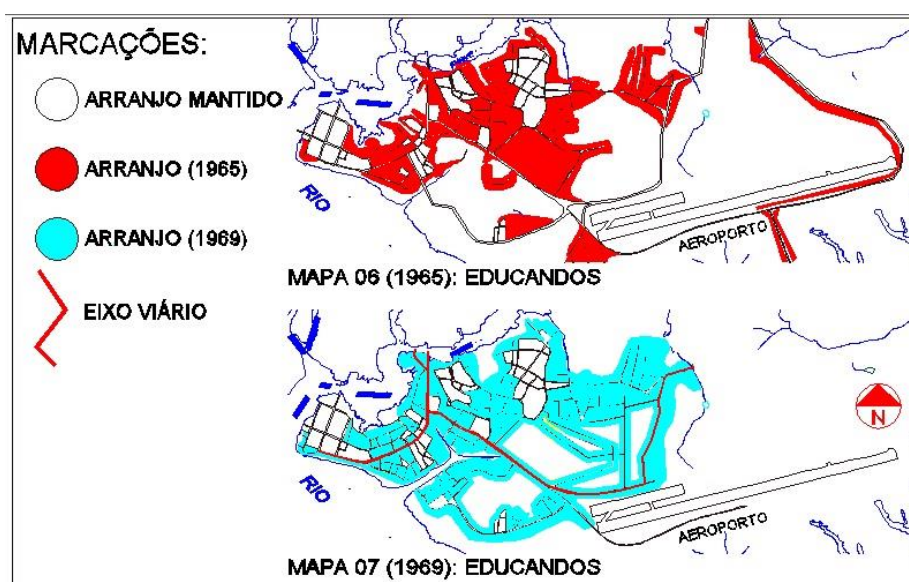 MARCAÇÕES:
ARRANJO MANTIDO
ARRANJO (1965)
ARRANJO (1969)
EIXO VIÁRIO
RIO
AEROPORTO
MAPA 06 (1965): EDUCANDOS
N
RIO
AEROPORTO
MAPA 07 (1969): EDUCANDOS